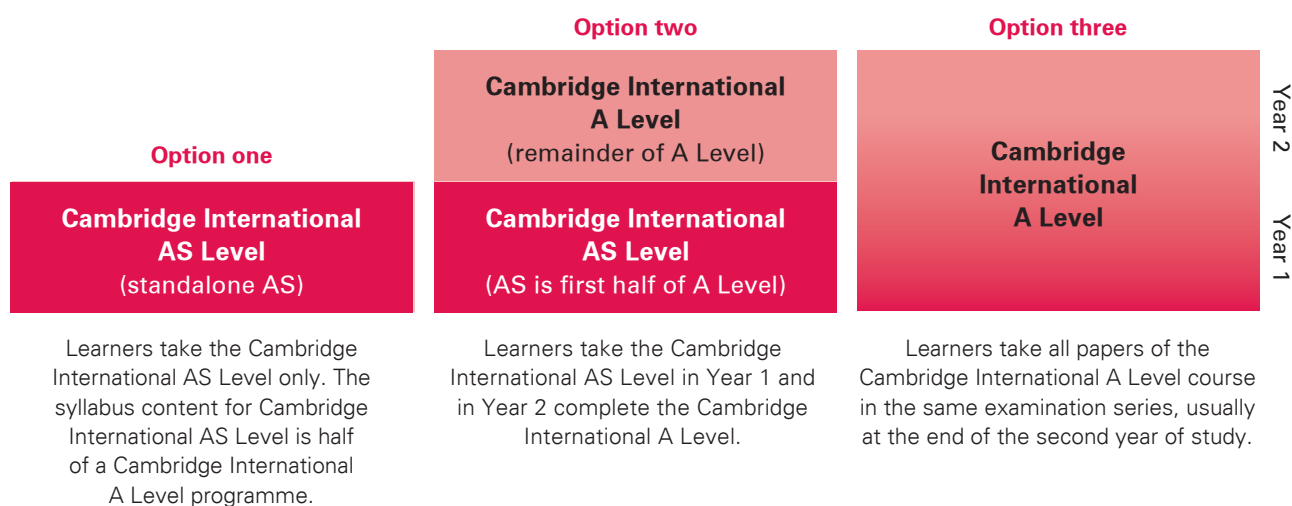 Option one
Cambridge International
AS Level
(standalone AS)
Learners take the Cambridge
International AS Level only. The
syllabus content for Cambridge
International AS Level is half
of a Cambridge International
A Level programme.
Option two
Cambridge International
A Level
(remainder of A Level)
Cambridge International
AS Level
(AS is first half of A Level)
Learners take the Cambridge
International AS Level in Year 1 and
in Year 2 complete the Cambridge
International A Level.
Option three
Cambridge
International
A Level
Learners take all papers of the
Cambridge International A Level course
in the same examination series, usually
at the end of the second year of study.
Year 2
Year 1